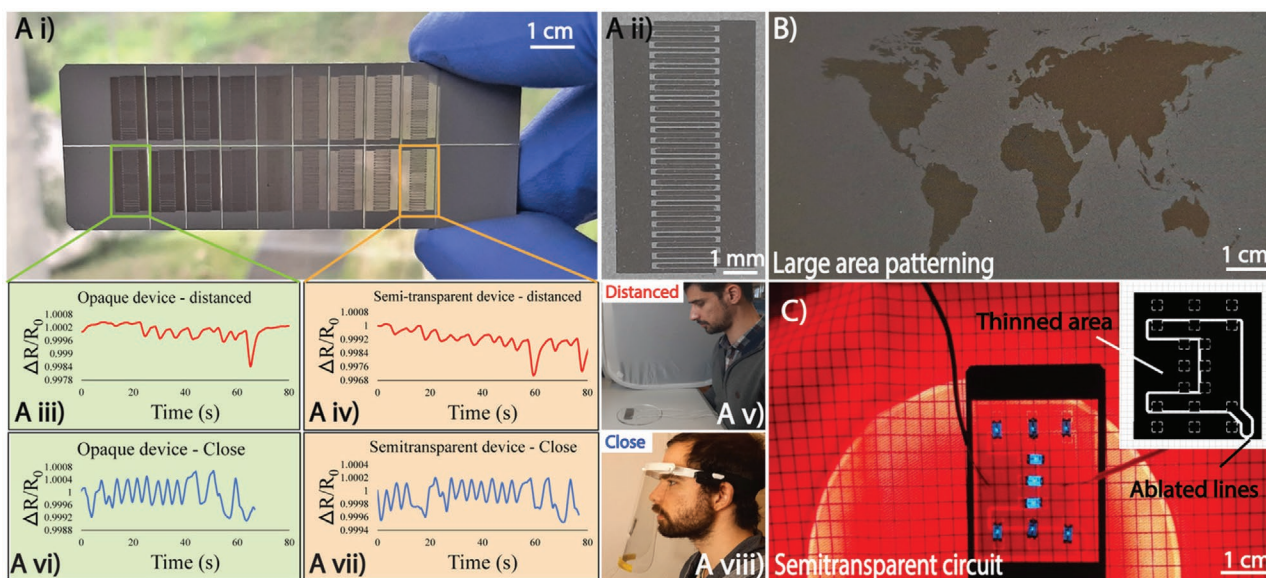 A i)
1 cm
A ii)
1 mm
B)
Large area patterning
1 cm
Opaque device - distanced
ΔR/R0
1.0008
1.0002
0.9996
0.999
0.9984
0.9978
0
20
40
60
80
Time (s)
A iii)
Semi-transparent device - distanced
ΔR/R0
1.0008
1
0.9992
0.9984
0.9976
0.9968
0
20
40
60
80
Time (s)
A iv)
Distanced
A v)
Opaque device - Close
ΔR/R0
1.0008
1.0004
1
0.9996
0.9992
0.9988
0
20
40
60
80
Time (s)
A vi)
Semitransparent device - Close
ΔR/R0
1.0004
1.0002
1
0.9998
0.9996
0.9994
0
20
40
60
80
Time (s)
A vii)
Close
A viii)
C)
Thinned area
Ablated lines
Semitransparent circuit
1 cm